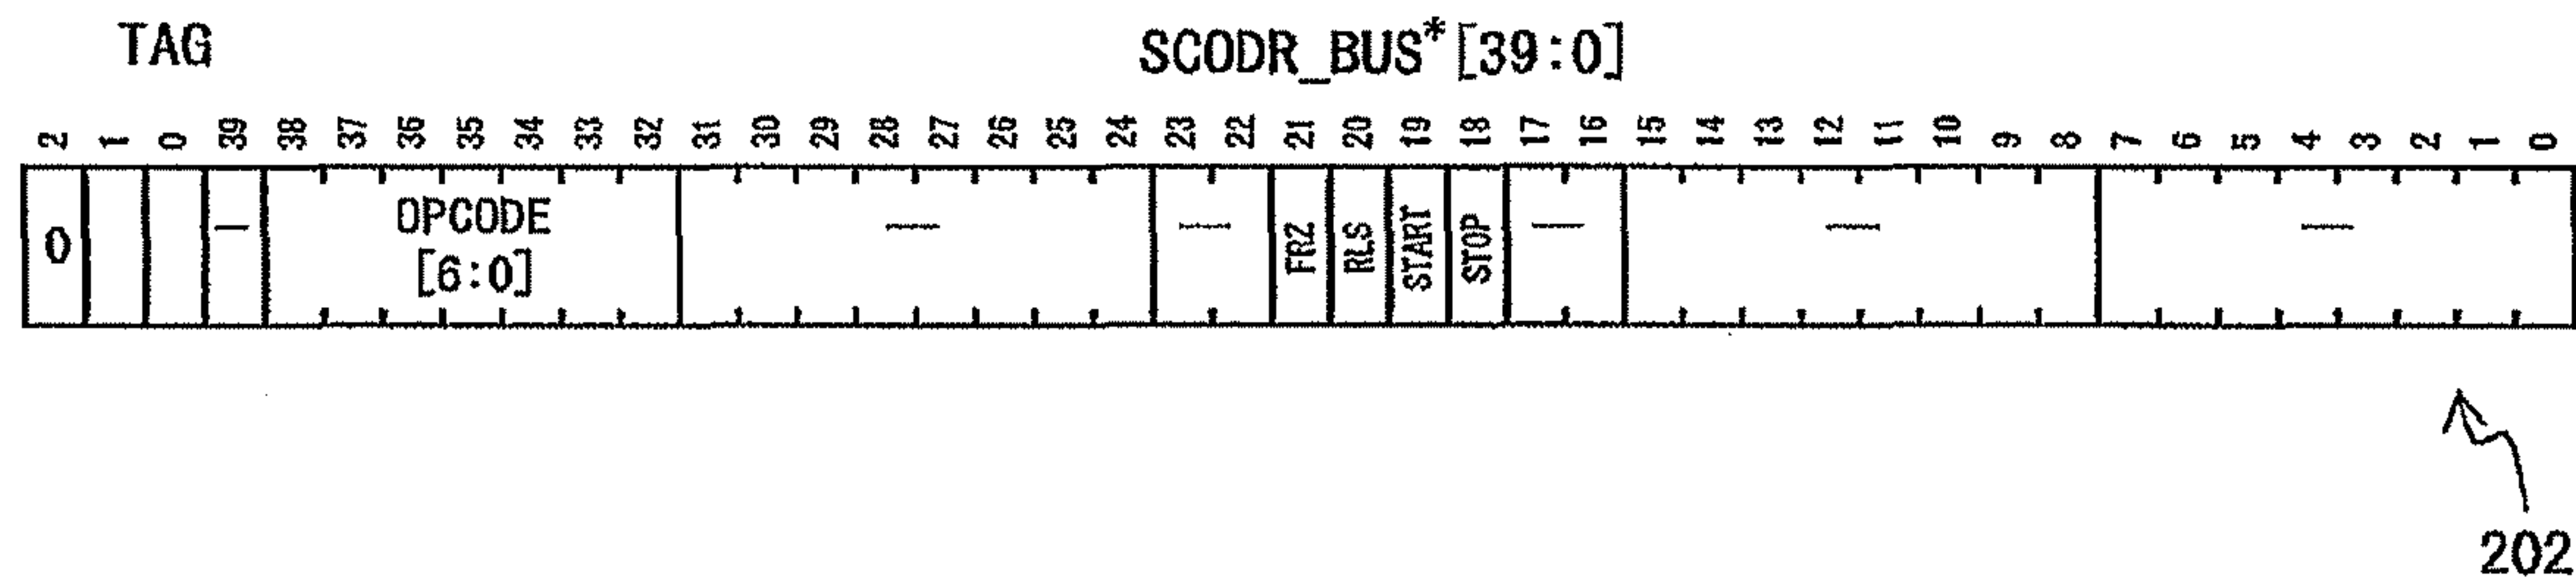 TAG SCODR_BUS*[39:0]
2 1 0 39 38 37 36 35 34 33 32 31 30 29 28 27 26 25 24 23 22 21 20 19 18 17 16 15 14 13 12 11 10 9 8 7 6 5 4 3 2 1 0
0 — OPCODE — — FRZ RLS START STOP — — —
[6:0]
202